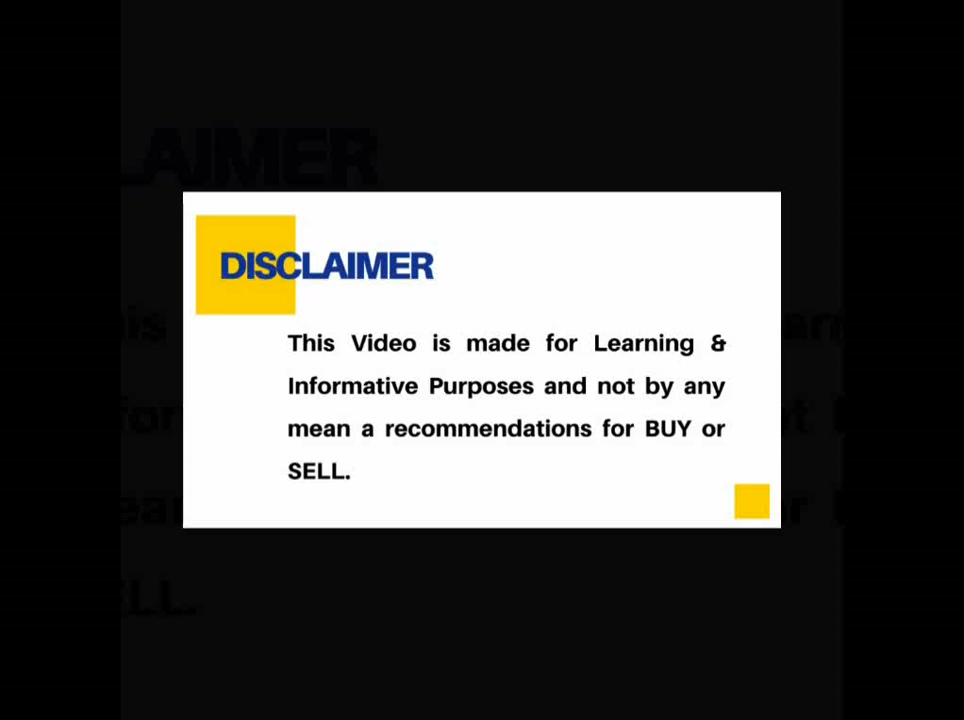 DISCLAIMER
This Video is made for Learning &
Informative Purposes and not by any
mean a recommendations for BUY or
SELL.